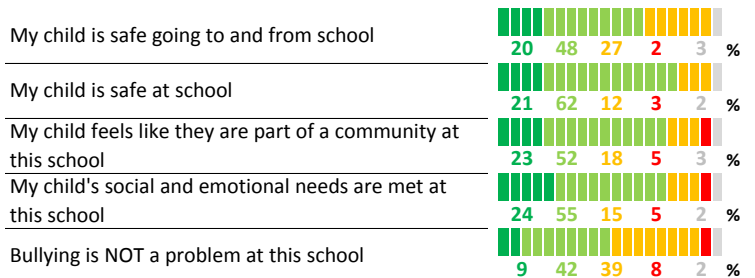 My child is safe going to and from school
20 48 27 2 3 %
My child is safe at school
21 62 12 3 2 %
My child feels like they are part of a community at
this school
23 52 18 5 3 %
My child's social and emotional needs are met at
this school
24 55 15 5 2 %
Bullying is NOT a problem at this school
9 42 39 8 2 %